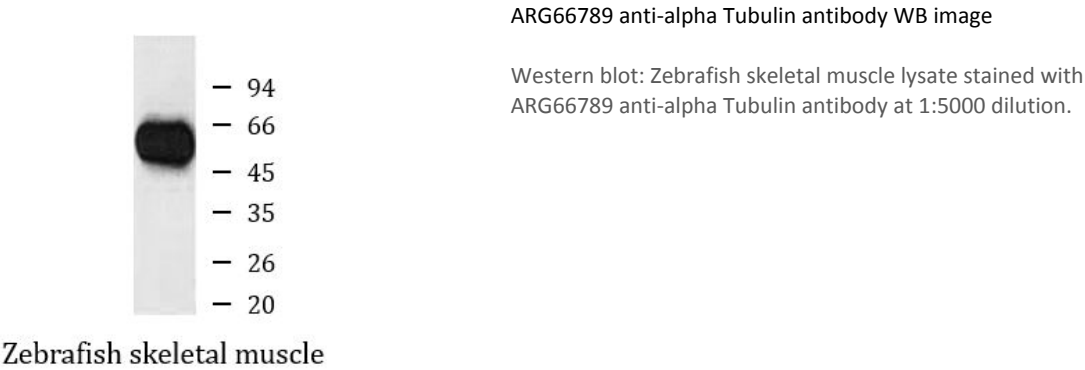 ARG66789 anti-alpha Tubulin antibody WB image
Western blot: Zebrafish skeletal muscle lysate stained with
ARG66789 anti-alpha Tubulin antibody at 1:5000 dilution.
94
66
45
35
26
20
Zebrafish skeletal muscle